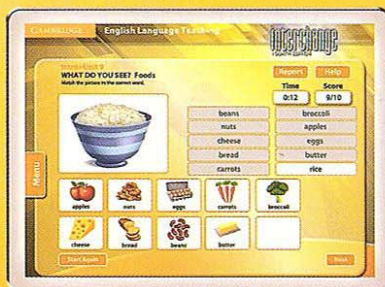 CAMBRIDGE English Language Teaching
interchange
FOURTH EDITION
WHAT DO YOU SEE? Foods
Match the picture to the correct word.
Report Help
Time Score
0:12 9/10
beans broccoli
nuts apples
cheese eggs
bread butter
carrots rice
Menu
apples nuts eggs carrots broccoli
cheese bread beans butter
Start Again Next